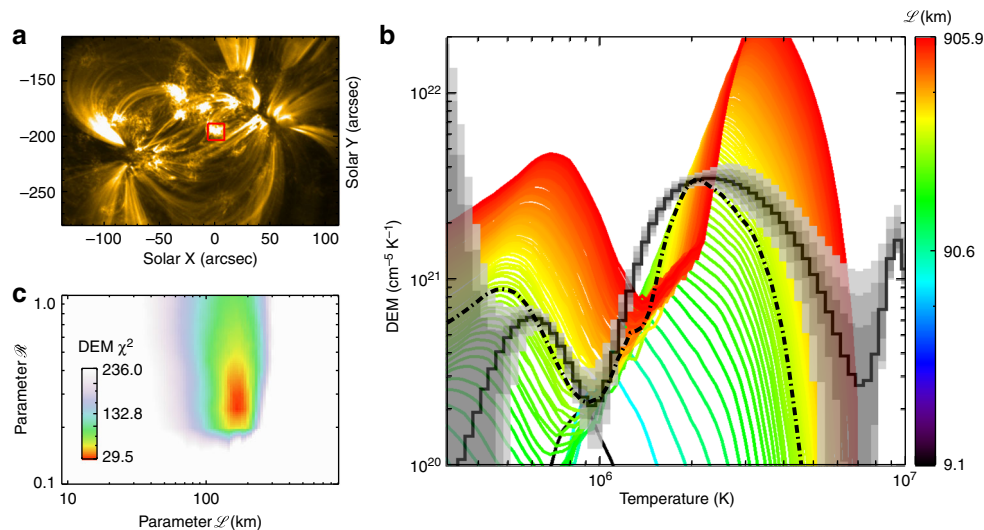 a
−150
−200
−250
−100
−50
0
50
100
Solar X (arcsec)
Solar Y (arcsec)
b
10²²
10²¹
10²⁰
DEM (cm⁻⁵ K⁻¹)
10⁶
10⁷
Temperature (K)
ℒ (km)
905.9
90.6
9.1
c
1.0
0.1
Parameter ℛ
DEM χ²
236.0
132.8
29.5
10
100
Parameter ℒ (km)